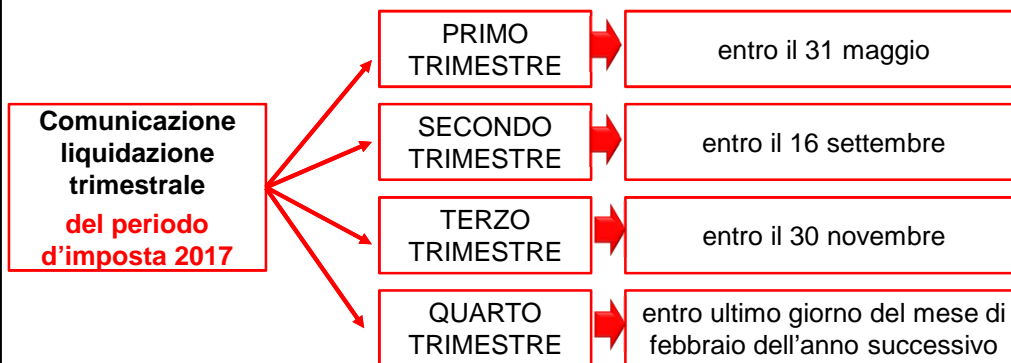 Comunicazione
liquidazione
trimestrale
del periodo
d’imposta 2017
PRIMO
TRIMESTRE
entro il 31 maggio
SECONDO
TRIMESTRE
entro il 16 settembre
TERZO
TRIMESTRE
entro il 30 novembre
QUARTO
TRIMESTRE
entro ultimo giorno del mese di
febbraio dell’anno successivo